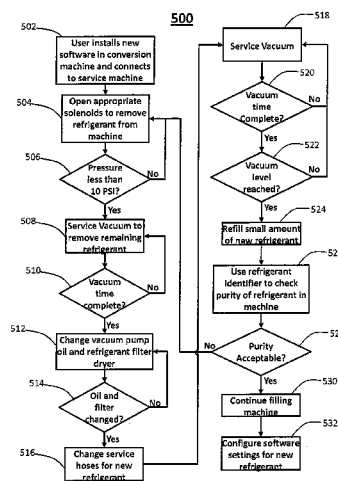 500
502
User installs new
software in conversion
machine and connects
to service machine
504
Open appropriate
solenoids to remove
refrigerant from
machine
506
Pressure
less than
10 PSI?
No
Yes
508
Service Vacuum to
remove remaining
refrigerant
510
Vacuum
time
complete?
No
Yes
512
Change vacuum pump
oil and refrigerant filter
dryer
514
Oil and
filter
changed?
No
Yes
516
Change service
hoses for new
refrigerant
518
Service Vacuum
520
Vacuum
time
Complete?
No
Yes
522
Vacuum
level
reached?
No
Yes
524
Refill small amount
of new refrigerant
52
Use refrigerant
identifier to check
purity of refrigerant in
machine
52
Purity
Acceptable?
No
Yes
530
Continue filling
machine
532
Configure software
settings for new
refrigerant